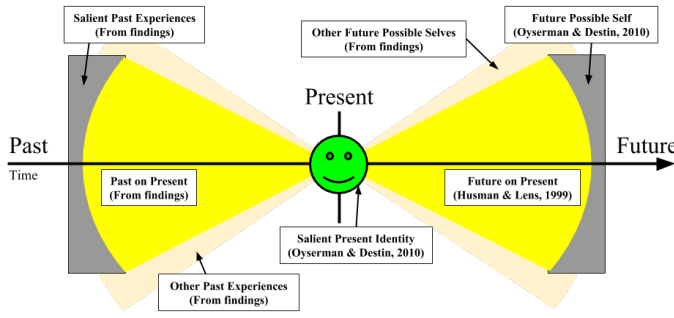 Salient Past Experiences
(From findings)
Other Future Possible Selves
(From findings)
Future Possible Self
(Oyserman & Destin, 2010)
Present
Past
Future
Time
Past on Present
(From findings)
Future on Present
(Husman & Lens, 1999)
Salient Present Identity
(Oyserman & Destin, 2010)
Other Past Experiences
(From findings)